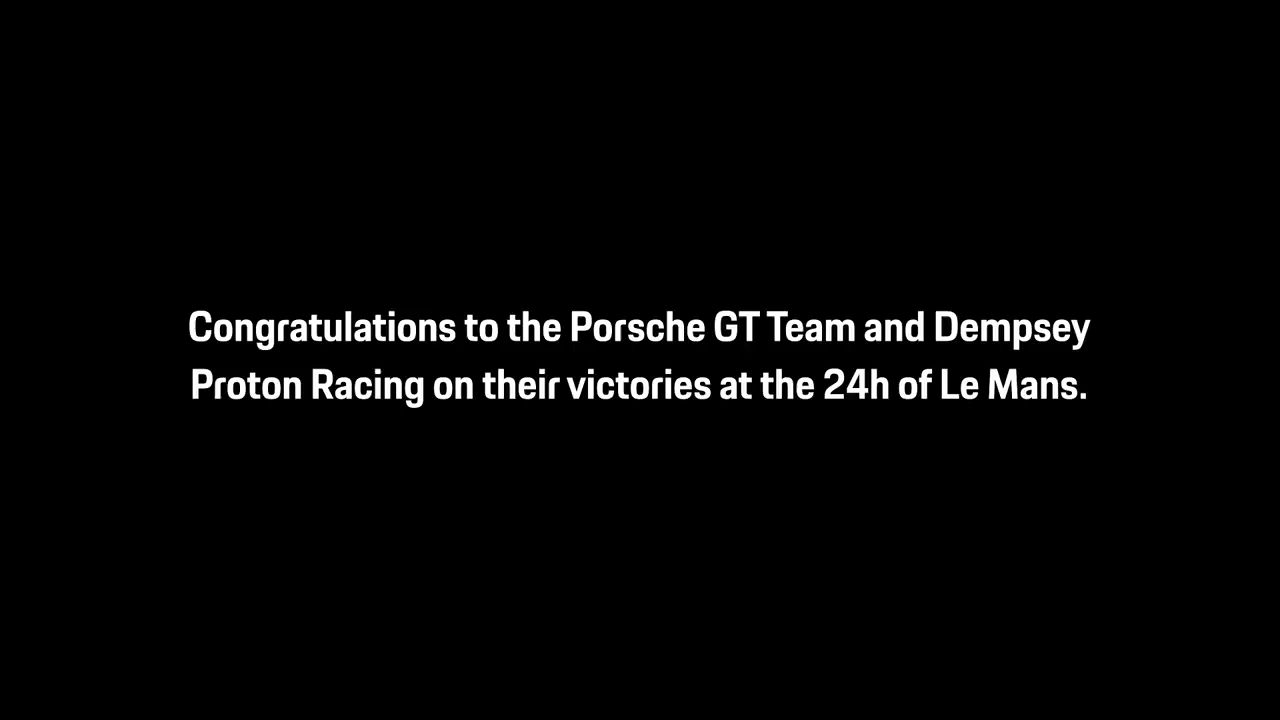 Congratulations to the Porsche GT Team and Dempsey
Proton Racing on their victories at the 24h of Le Mans.